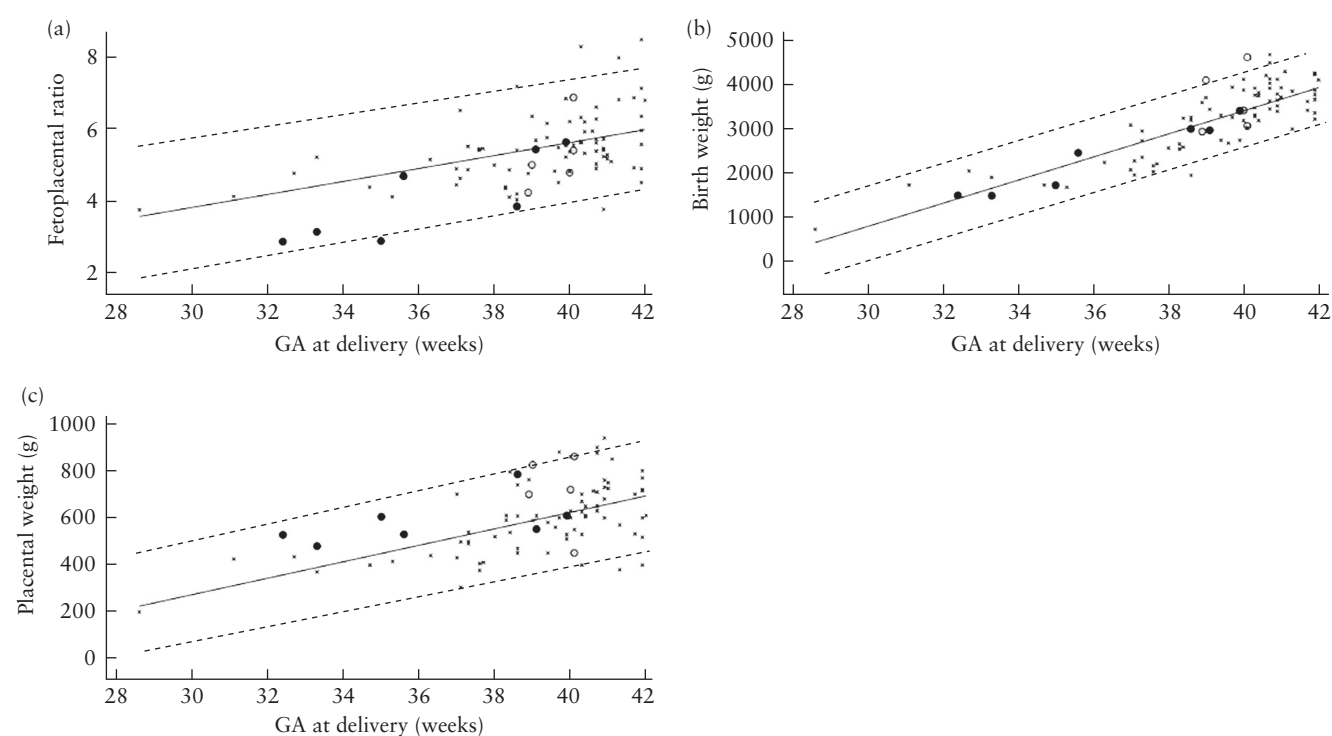 (a)
8
6
4
2
Fetoplacental ratio
28 30 32 34 36 38 40 42
GA at delivery (weeks)
(b)
5000
4000
3000
2000
1000
0
Birth weight (g)
28 30 32 34 36 38 40 42
GA at delivery (weeks)
(c)
1000
800
600
400
200
0
Placental weight (g)
28 30 32 34 36 38 40 42
GA at delivery (weeks)